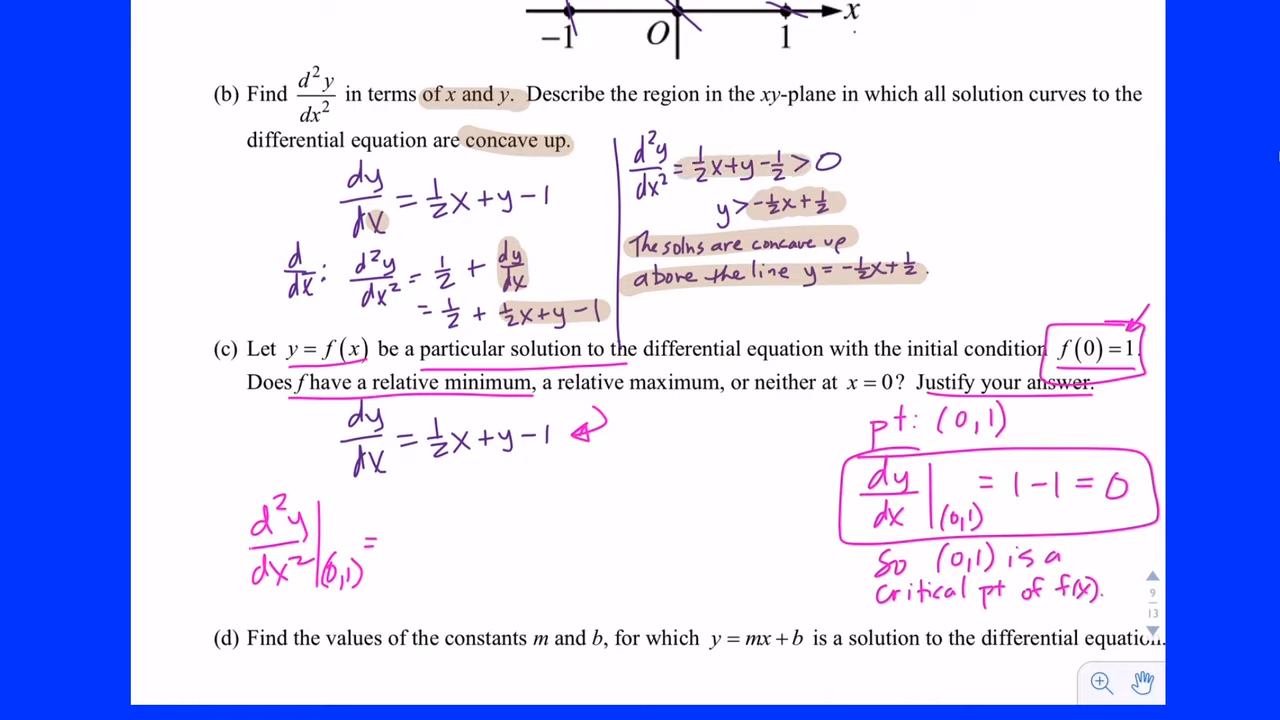 −1 O 1 x
(b) Find d²y/dx² in terms of x and y. Describe the region in the xy-plane in which all solution curves to the
differential equation are concave up.
dy/dx = ½x + y − 1
d/dx: d²y/dx² = ½ + dy/dx
= ½ + ½x + y − 1
d²y/dx² = ½x + y − ½ > 0
y > −½x + ½
The solns are concave up
above the line y = −½x + ½.
(c) Let y = f(x) be a particular solution to the differential equation with the initial condition f(0) = 1.
Does f have a relative minimum, a relative maximum, or neither at x = 0? Justify your answer.
dy/dx = ½x + y − 1
d²y/dx² |(0,1) =
pt: (0,1)
dy/dx |(0,1) = 1 − 1 = 0
So (0,1) is a
critical pt of f(x).
9
13
(d) Find the values of the constants m and b, for which y = mx + b is a solution to the differential equation.